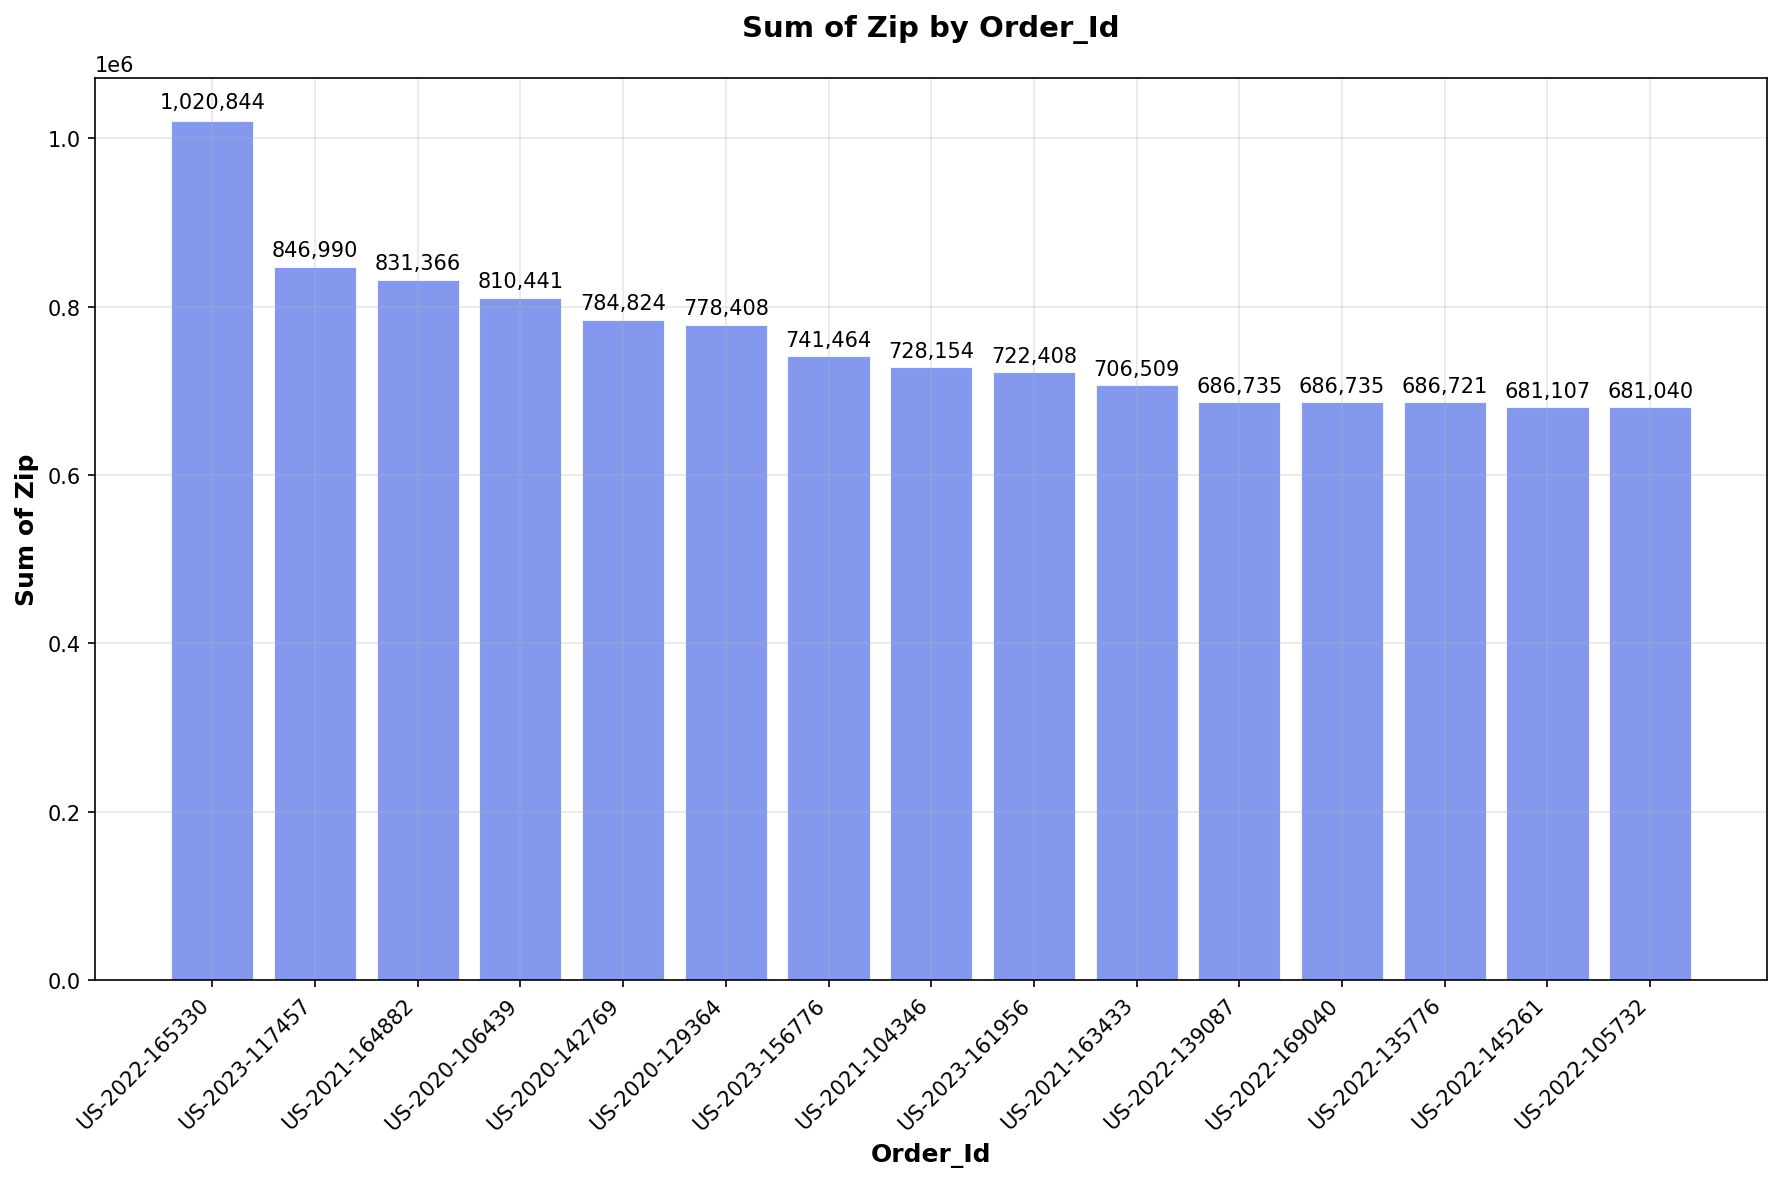 Sum of Zip by Order_Id
1e6
1,020,844
846,990
831,366
810,441
784,824
778,408
741,464
728,154
722,408
706,509
686,735
686,735
686,721
681,107
681,040
1.0
0.8
0.6
0.4
0.2
0.0
Sum of Zip
US-2022-165330
US-2023-117457
US-2021-164882
US-2020-106439
US-2020-142769
US-2020-129364
US-2023-156776
US-2021-104346
US-2023-161956
US-2021-163433
US-2022-139087
US-2022-169040
US-2022-135776
US-2022-145261
US-2022-105732
Order_Id